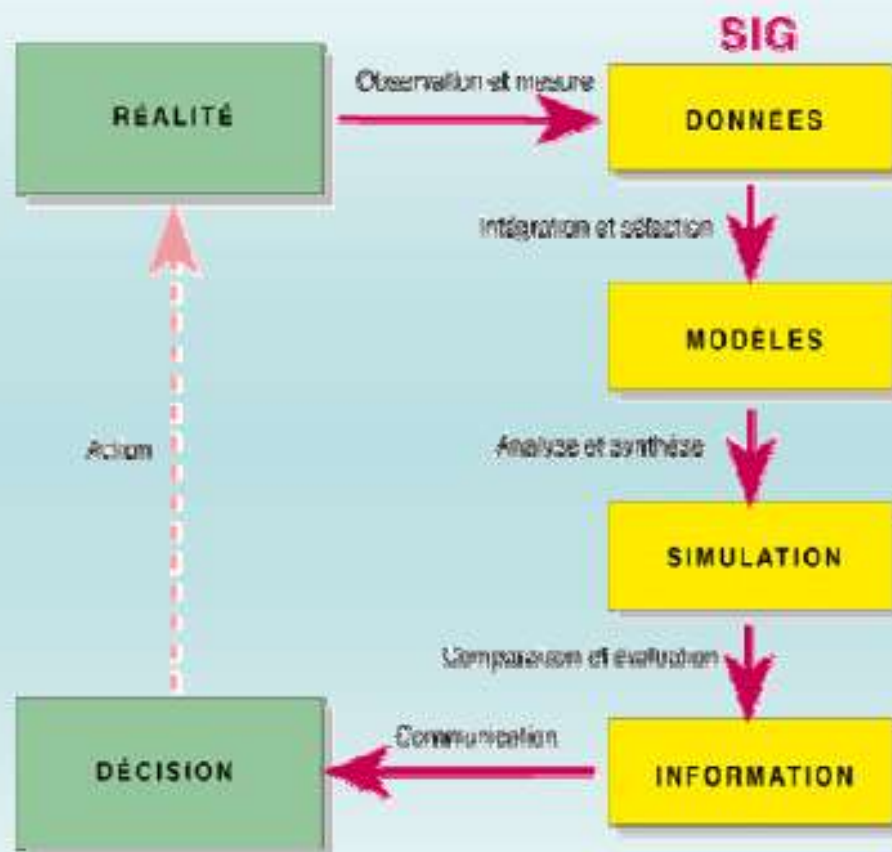 SIG
RÉALITÉ
Observation et mesure
DONNÉES
Intégration et sélection
MODÈLES
Action
Analyse et synthèse
SIMULATION
Comparaison et évaluation
Communication
DÉCISION
INFORMATION